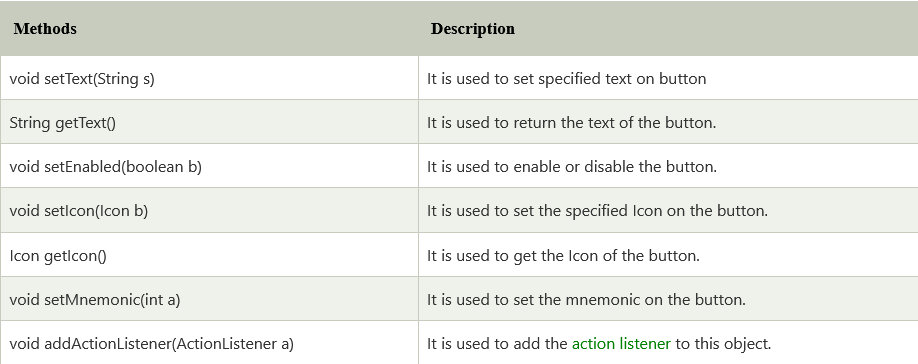 Methods Description
void setText(String s) It is used to set specified text on button
String getText() It is used to return the text of the button.
void setEnabled(boolean b) It is used to enable or disable the button.
void setIcon(Icon b) It is used to set the specified Icon on the button.
Icon getIcon() It is used to get the Icon of the button.
void setMnemonic(int a) It is used to set the mnemonic on the button.
void addActionListener(ActionListener a) It is used to add the action listener to this object.